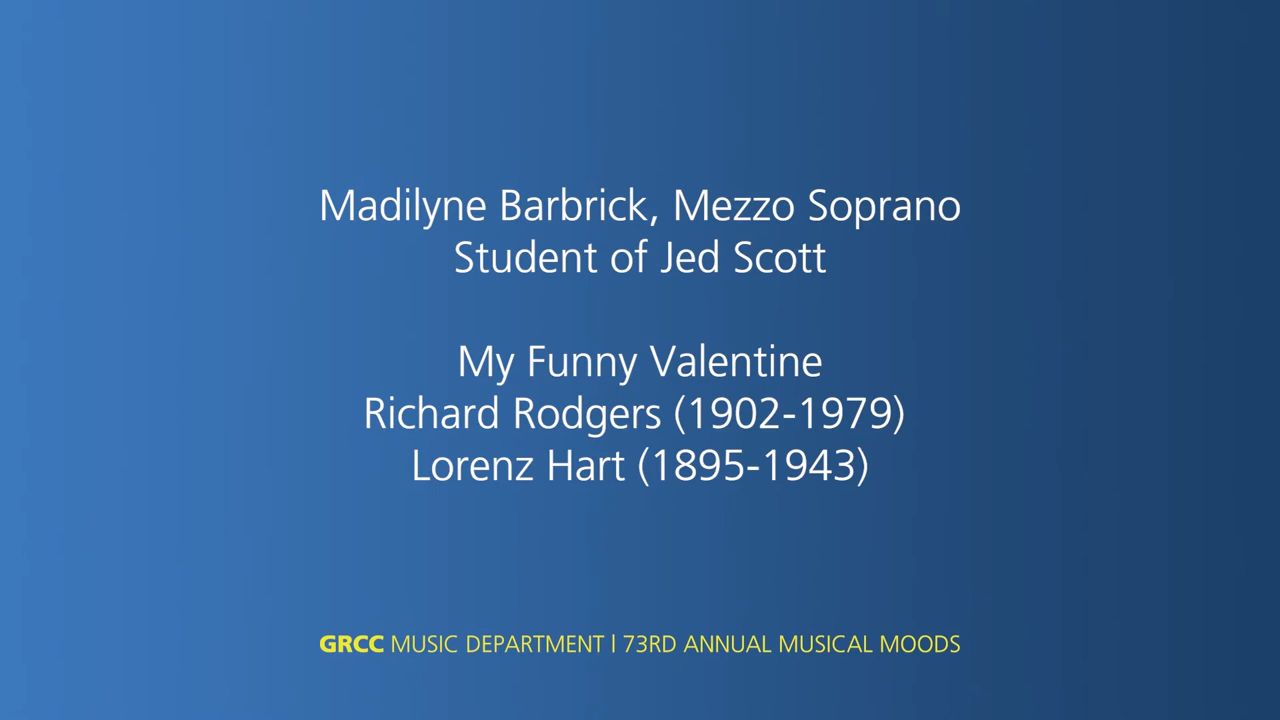 Madilyne Barbrick, Mezzo Soprano
Student of Jed Scott
My Funny Valentine
Richard Rodgers (1902-1979)
Lorenz Hart (1895-1943)
GRCC MUSIC DEPARTMENT | 73RD ANNUAL MUSICAL MOODS